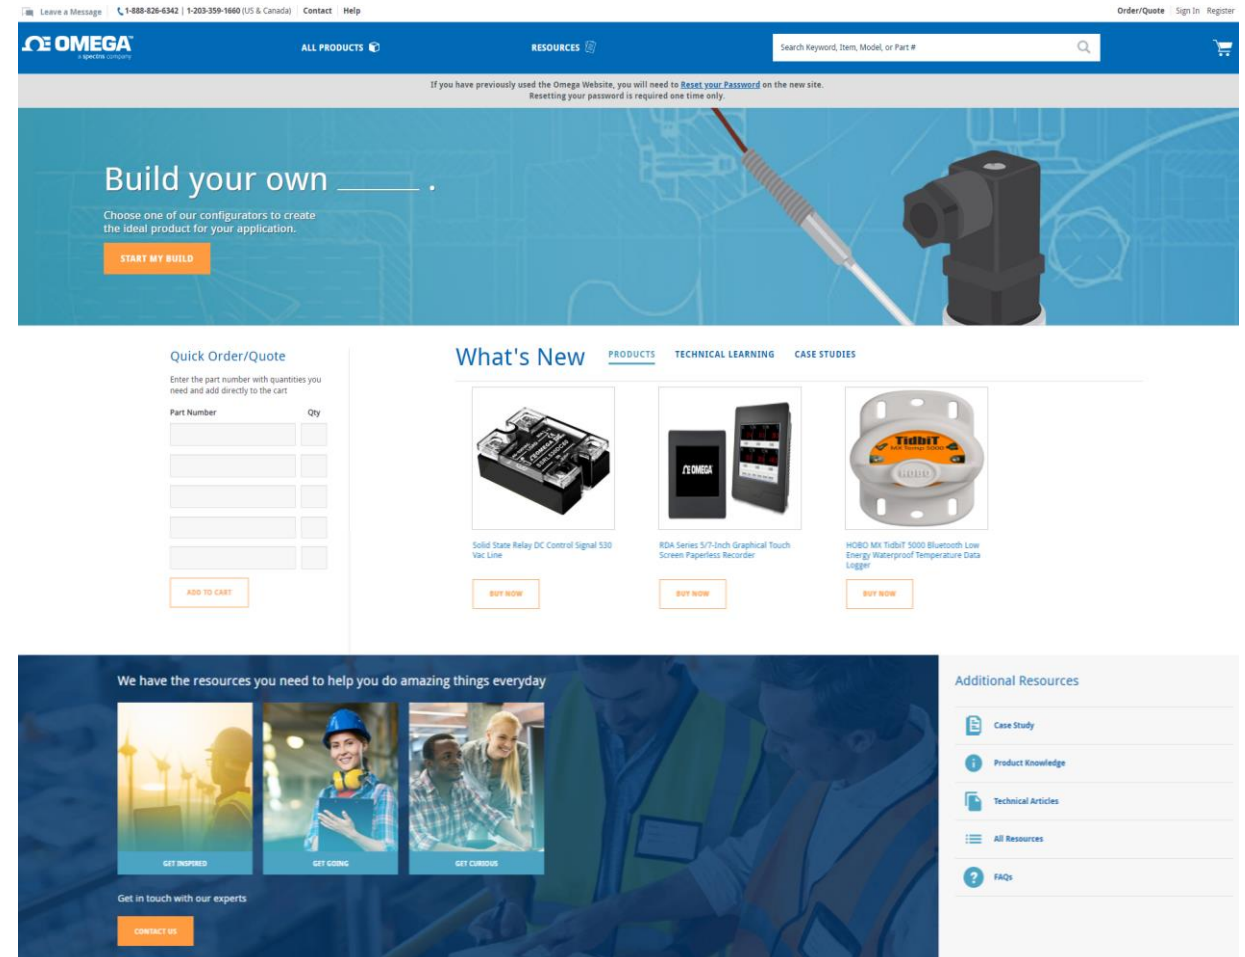 Leave a Message
1-888-826-6342 | 1-203-359-1660 (US & Canada)
Contact
Help
Order/Quote
Sign In
Register
OMEGA™
a spectris company
ALL PRODUCTS
RESOURCES
Search Keyword, Item, Model, or Part #
If you have previously used the Omega Website, you will need to Reset your Password on the new site.
Resetting your password is required one time only.
Build your own ______ .
Choose one of our configurators to create
the ideal product for your application.
START MY BUILD
Quick Order/Quote
Enter the part number with quantities you
need and add directly to the cart
Part Number
Qty
ADD TO CART
What's New
PRODUCTS
TECHNICAL LEARNING
CASE STUDIES
OMEGA
TidbiT
MX Temp 5000
HOBO
Solid State Relay DC Control Signal 530
Vac Line
RDA Series 5/7-Inch Graphical Touch
Screen Paperless Recorder
HOBO MX TidbiT 5000 Bluetooth Low
Energy Waterproof Temperature Data
Logger
BUY NOW
BUY NOW
BUY NOW
We have the resources you need to help you do amazing things everyday
GET INSPIRED
GET GOING
GET CURIOUS
Get in touch with our experts
CONTACT US
Additional Resources
Case Study
Product Knowledge
Technical Articles
All Resources
FAQs